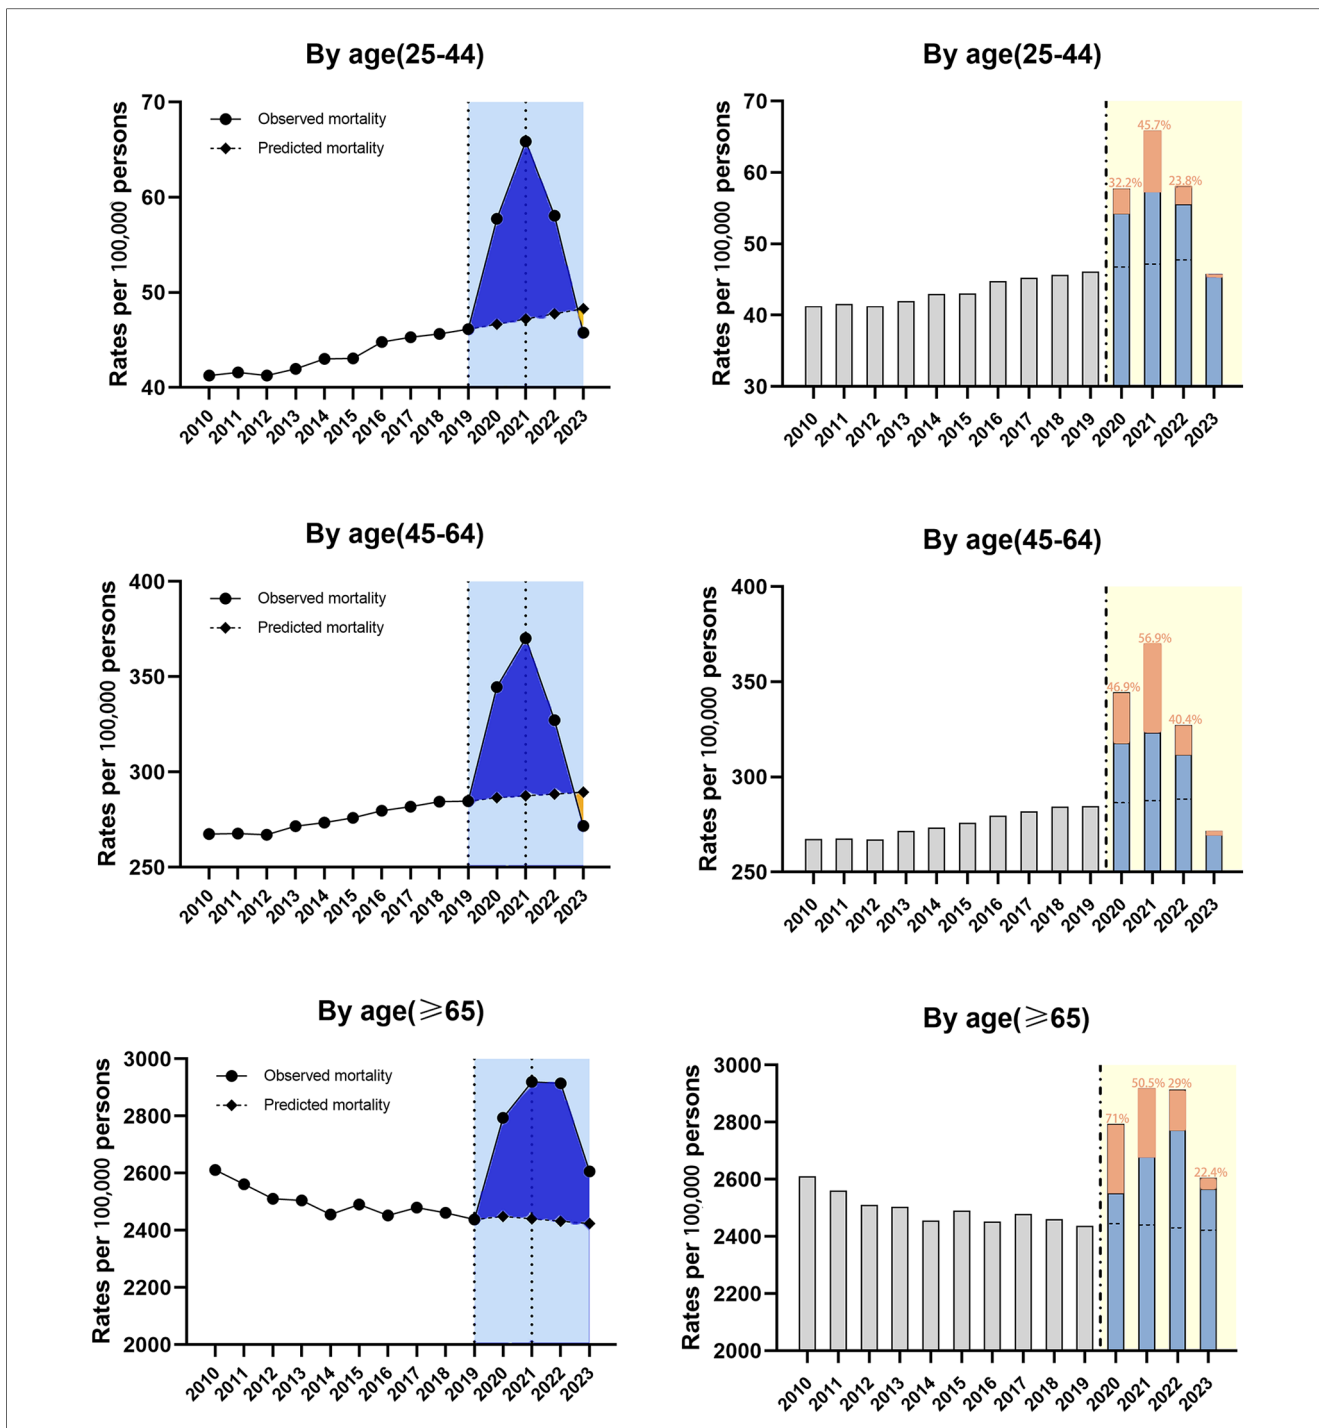 By age(25-44)
Rates per 100,000 persons
70
60
50
40
Observed mortality
Predicted mortality
2010 2011 2012 2013 2014 2015 2016 2017 2018 2019 2020 2021 2022 2023
By age(25-44)
Rates per 100,000 persons
70
60
50
40
30
32.2% 45.7% 23.8%
2010 2011 2012 2013 2014 2015 2016 2017 2018 2019 2020 2021 2022 2023
By age(45-64)
Rates per 100,000 persons
400
350
300
250
Observed mortality
Predicted mortality
2010 2011 2012 2013 2014 2015 2016 2017 2018 2019 2020 2021 2022 2023
By age(45-64)
Rates per 100,000 persons
400
350
300
250
46.9% 56.9% 40.4%
2010 2011 2012 2013 2014 2015 2016 2017 2018 2019 2020 2021 2022 2023
By age(⩾65)
Rates per 100,000 persons
3000
2800
2600
2400
2200
2000
Observed mortality
Predicted mortality
2010 2011 2012 2013 2014 2015 2016 2017 2018 2019 2020 2021 2022 2023
By age(⩾65)
Rates per 100,000 persons
3000
2800
2600
2400
2200
2000
71% 50.5% 29% 22.4%
2010 2011 2012 2013 2014 2015 2016 2017 2018 2019 2020 2021 2022 2023